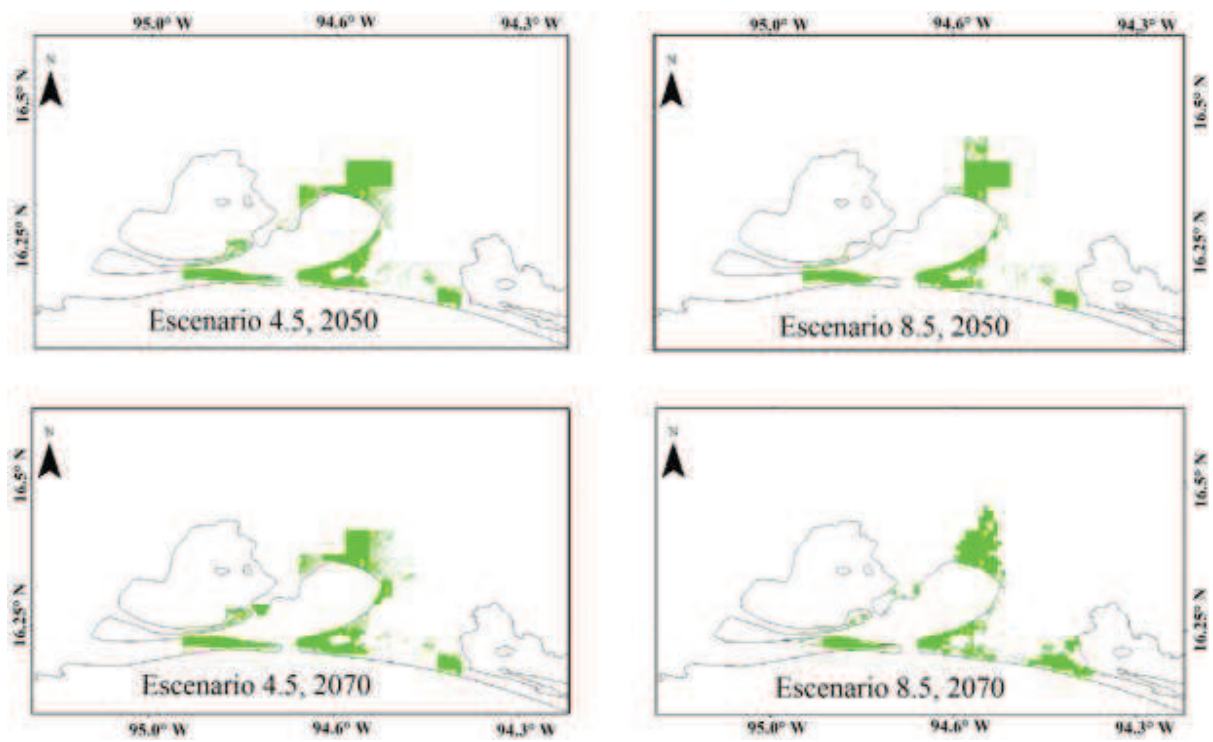 95.0° W 94.6° W 94.3° W
95.0° W 94.6° W 94.3° W
N
N
16.5° N
16.5° N
16.25° N
16.25° N
Escenario 4.5, 2050
Escenario 8.5, 2050
N
N
16.5° N
16.5° N
16.25° N
16.25° N
Escenario 4.5, 2070
Escenario 8.5, 2070
95.0° W 94.6° W 94.3° W
95.0° W 94.6° W 94.3° W